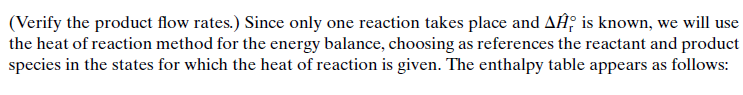 (Verify the product flow rates.) Since only one reaction takes place and ΔĤ°ᵣ is known, we will use
the heat of reaction method for the energy balance, choosing as references the reactant and product
species in the states for which the heat of reaction is given. The enthalpy table appears as follows: